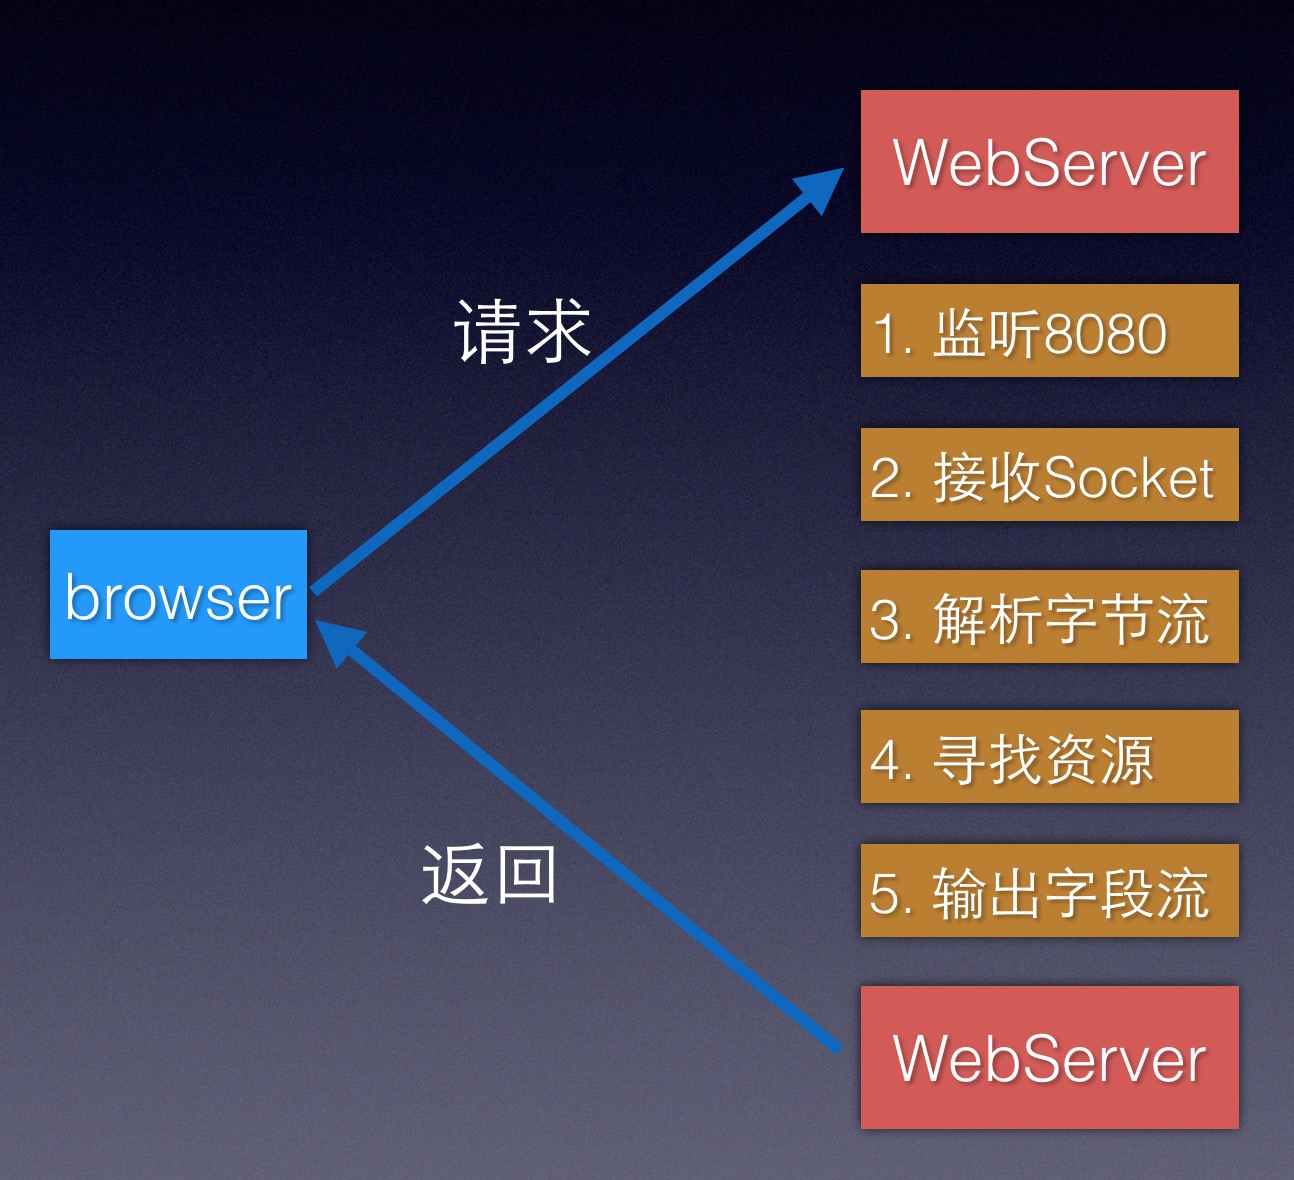 WebServer
请求
1. 监听8080
2. 接收Socket
browser
3. 解析字节流
4. 寻找资源
返回
5. 输出字段流
WebServer